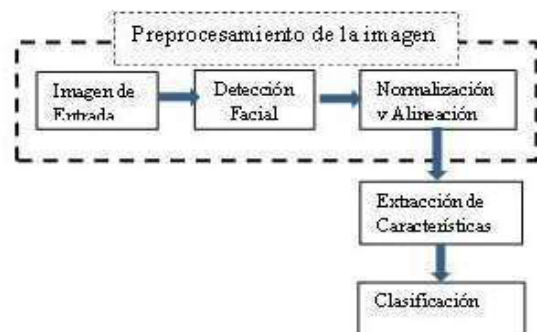 Preprocesamiento de la imagen
Imagen de
Entrada
Detección
Facial
Normalización
y Alineación
Extracción de
Características
Clasificación